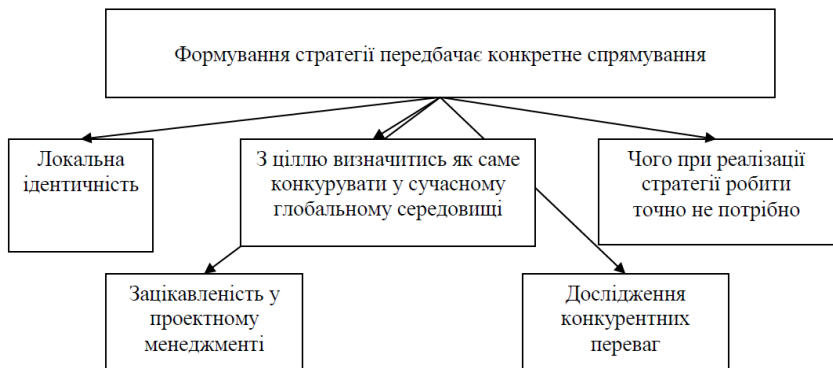 Формування стратегії передбачає конкретне спрямування
Локальна
ідентичність
З ціллю визначитись як саме
конкурувати у сучасному
глобальному середовищі
Чого при реалізації
стратегії робити
точно не потрібно
Зацікавленість у
проектному
менеджменті
Дослідження
конкурентних
переваг